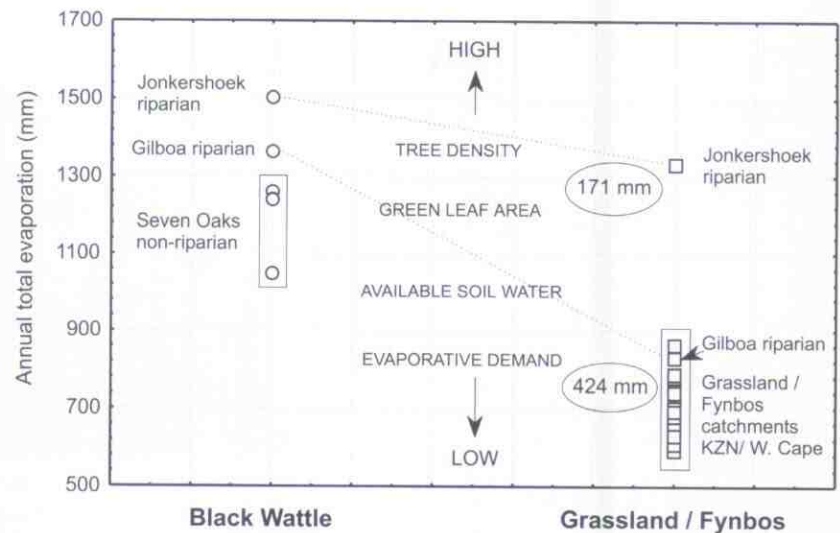 Annual total evaporation (mm)
1700
1500
1300
1100
900
700
500
Jonkershoek
riparian
Gilboa riparian
Seven Oaks
non-riparian
HIGH
TREE DENSITY
GREEN LEAF AREA
AVAILABLE SOIL WATER
EVAPORATIVE DEMAND
LOW
171 mm
424 mm
Jonkershoek
riparian
Gilboa riparian
Grassland /
Fynbos
catchments
KZN/ W. Cape
Black Wattle
Grassland / Fynbos